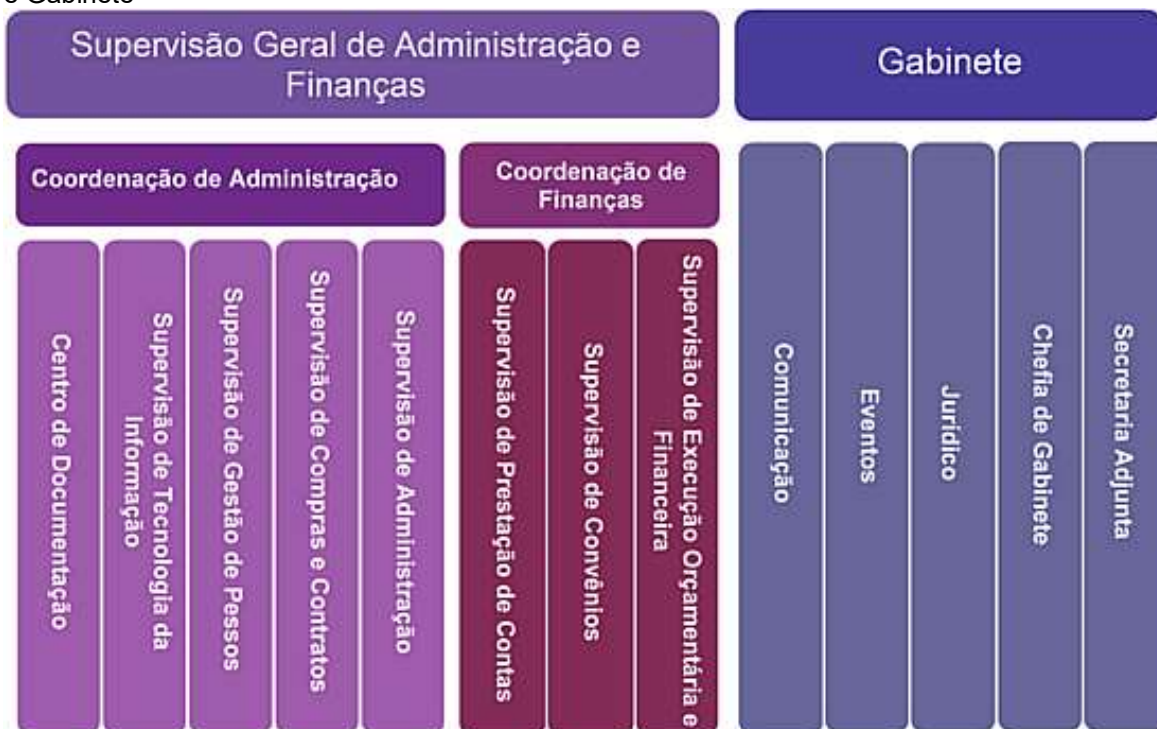 e Gabinete
Supervisão Geral de Administração e
Finanças
Gabinete
Coordenação de Administração
Coordenação de
Finanças
Centro de Documentação
Supervisão de Tecnologia da
Informação
Supervisão de Gestão de Pessos
Supervisão de Compras e Contratos
Supervisão de Administração
Supervisão de Prestação de Contas
Supervisão de Convênios
Supervisão de Execução Orçamentária e
Financeira
Comunicação
Eventos
Jurídico
Chefia de Gabinete
Secretaria Adjunta